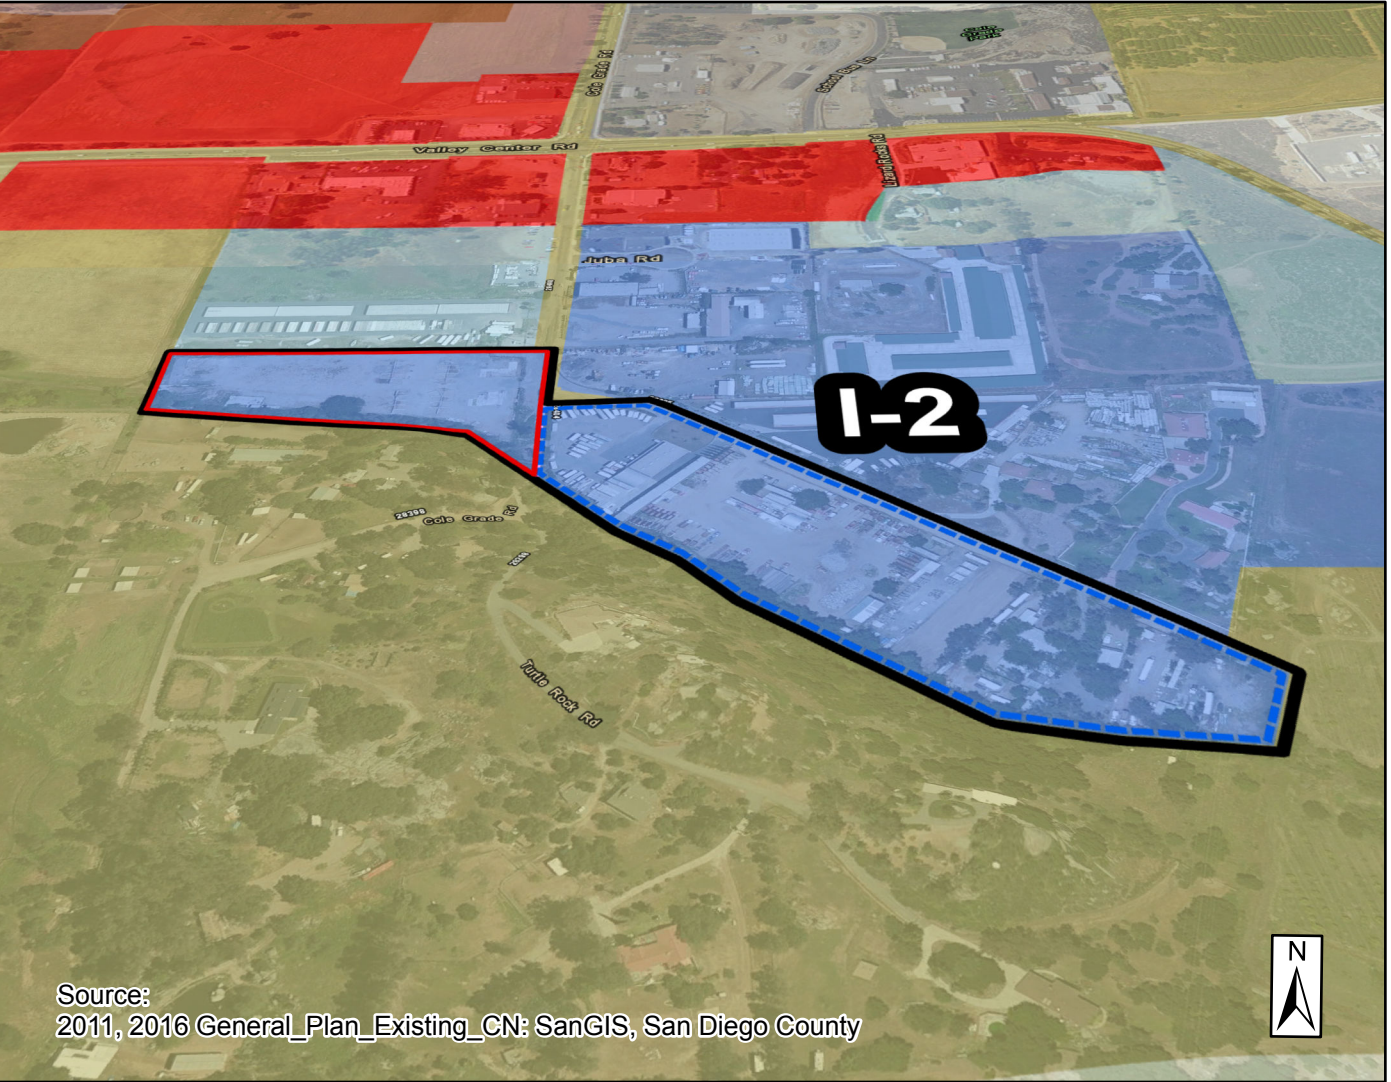 Cole Grade Rd
School Bus Ln
Valley Center Rd
Lizard Rocks Rd
Juba Rd
I-2
28398
Cole Grade Rd
Turtle Rock Rd
N
Source:
2011, 2016 General_Plan_Existing_CN: SanGIS, San Diego County